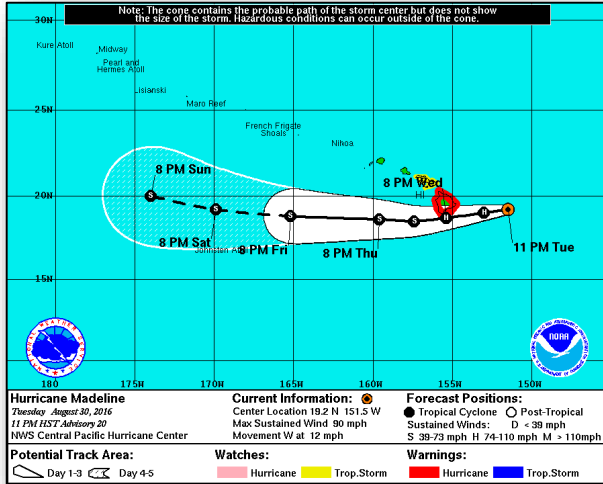 Note: The cone contains the probable path of the storm center but does not show
the size of the storm. Hazardous conditions can occur outside of the cone.
30N
Kure Atoll
Midway
Pearl and
Hermes Atoll
Lisianski
Maro Reef
25N
French Frigate
Shoals
Nihoa
8 PM Sun
8 PM Wed
HI
20N
8 PM Sat
Johnston Atoll
8 PM Fri
8 PM Thu
11 PM Tue
S
S
S
S
S
H
H
15N
NATIONAL WEATHER SERVICE
NOAA
180
175W
170W
165W
160W
155W
150W
Hurricane Madeline
Tuesday August 30, 2016
11 PM HST Advisory 20
NWS Central Pacific Hurricane Center
Current Information:
Center Location 19.2 N 151.5 W
Max Sustained Wind 90 mph
Movement W at 12 mph
Forecast Positions:
Tropical Cyclone Post-Tropical
Sustained Winds: D < 39 mph
S 39-73 mph H 74-110 mph M > 110mph
Potential Track Area:
Day 1-3 Day 4-5
Watches:
Hurricane Trop.Storm
Warnings:
Hurricane Trop.Storm